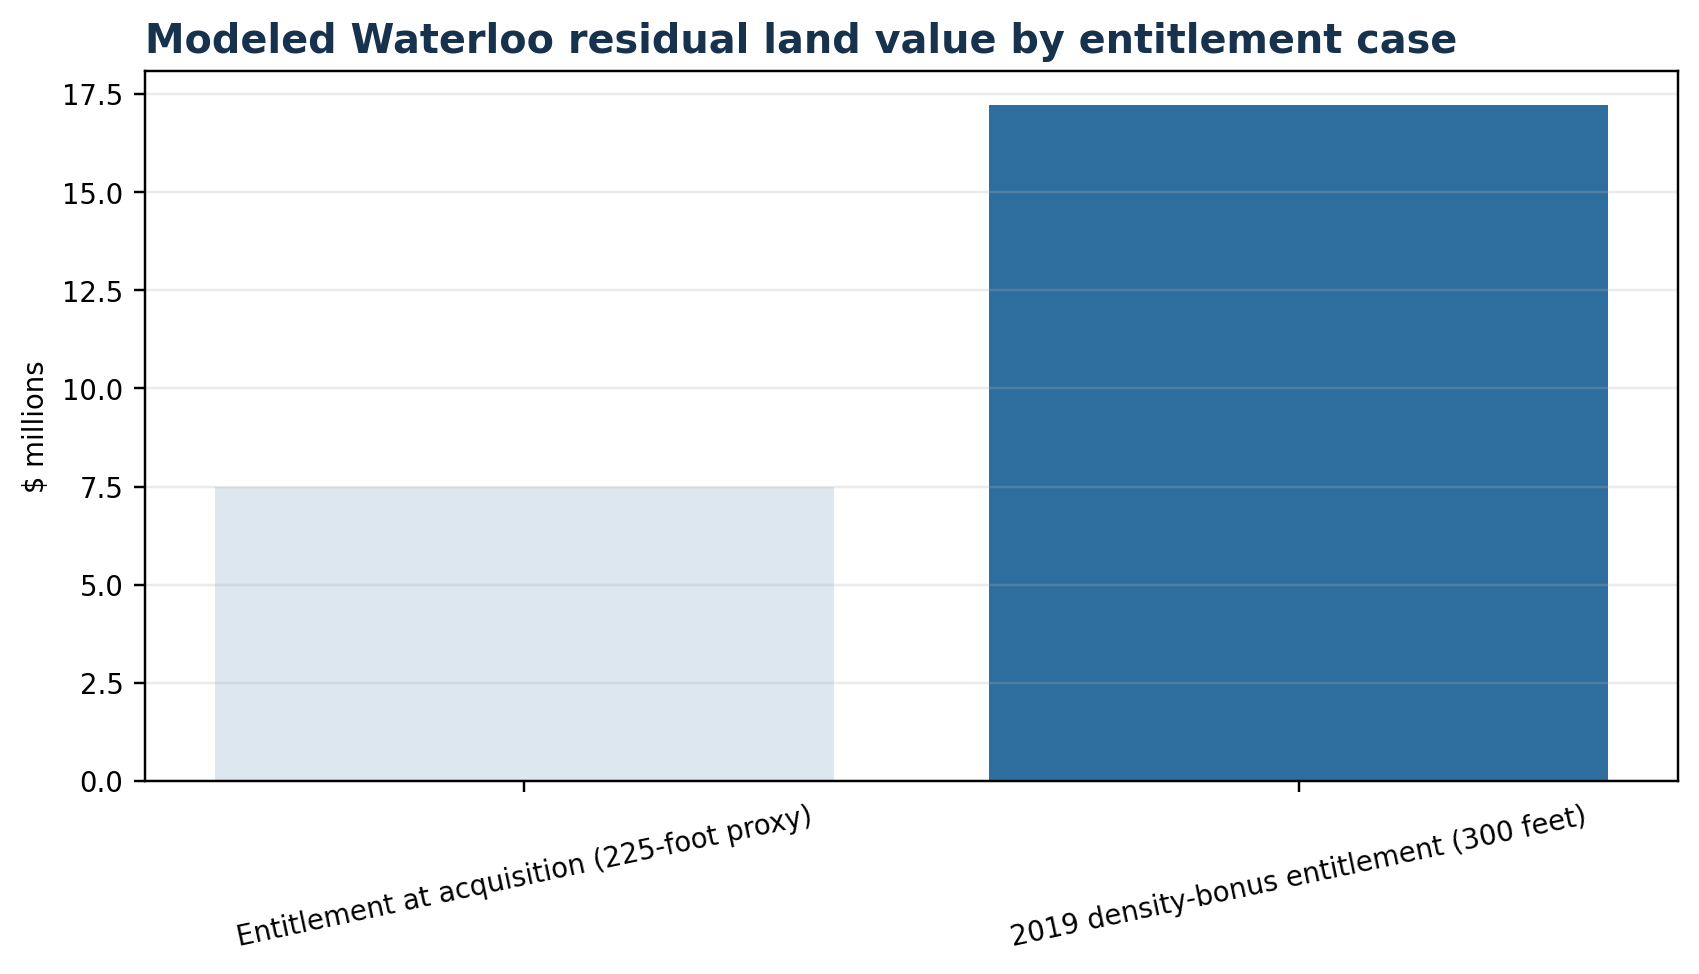 Modeled Waterloo residual land value by entitlement case
$ millions
17.5
15.0
12.5
10.0
7.5
5.0
2.5
0.0
Entitlement at acquisition (225-foot proxy)
2019 density-bonus entitlement (300 feet)